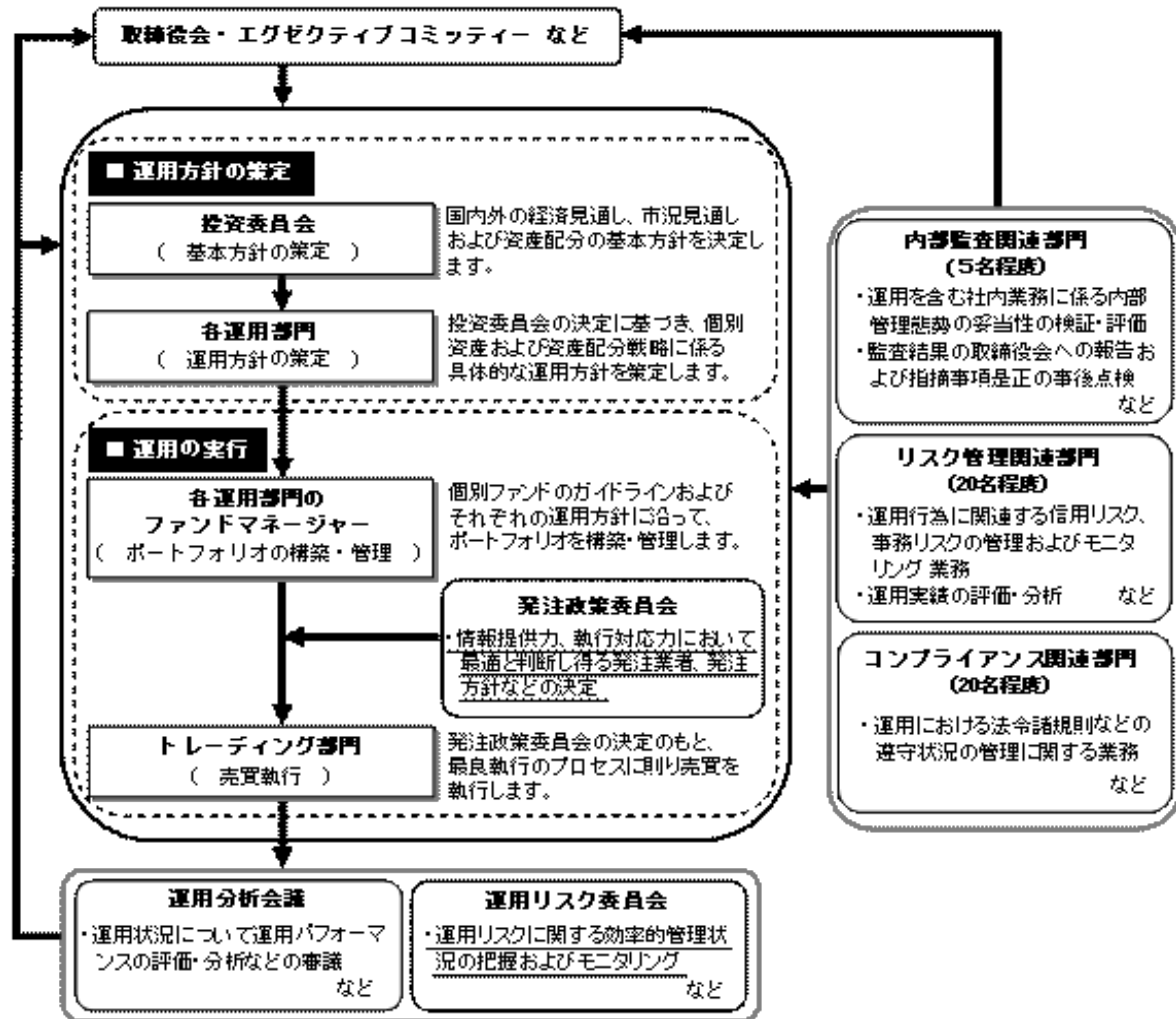 取締役会・エグゼクティブコミッティー など
■ 運用方針の策定
投資委員会
( 基本方針の策定 )
国内外の経済見通し、市況見通し
および資産配分の基本方針を決定し
ます。
各運用部門
( 運用方針の策定 )
投資委員会の決定に基づき、個別
資産および資産配分戦略に係る
具体的な運用方針を策定します。
■ 運用の実行
各運用部門の
ファンドマネージャー
( ポートフォリオの構築・管理 )
個別ファンドのガイドラインおよび
それぞれの運用方針に沿って、
ポートフォリオを構築・管理します。
発注政策委員会
・情報提供力、執行対応力において
最適と判断し得る発注業者、発注
方針などの決定
トレーディング部門
( 売買執行 )
発注政策委員会の決定のもと、
最良執行のプロセスに則り売買を
執行します。
運用分析会議
・運用状況について運用パフォーマ
ンスの評価・分析などの審議
など
運用リスク委員会
・運用リスクに関する効率的管理状
況の把握およびモニタリング
など
内部監査関連部門
(5名程度)
・運用を含む社内業務に係る内部
管理態勢の妥当性の検証・評価
・監査結果の取締役会への報告お
よび指摘事項是正の事後点検
など
リスク管理関連部門
(20名程度)
・運用行為に関連する信用リスク、
事務リスクの管理およびモニタ
リング 業務
・運用実績の評価・分析 など
コンプライアンス関連部門
(20名程度)
・運用における法令諸規則などの
遵守状況の管理に関する業務
など